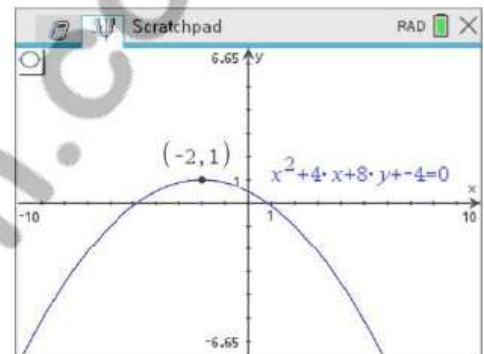 Scratchpad RAD
6.65 y
(-2,1)
x²+4·x+8·y+-4=0
1
x
-10 1 10
-6.65